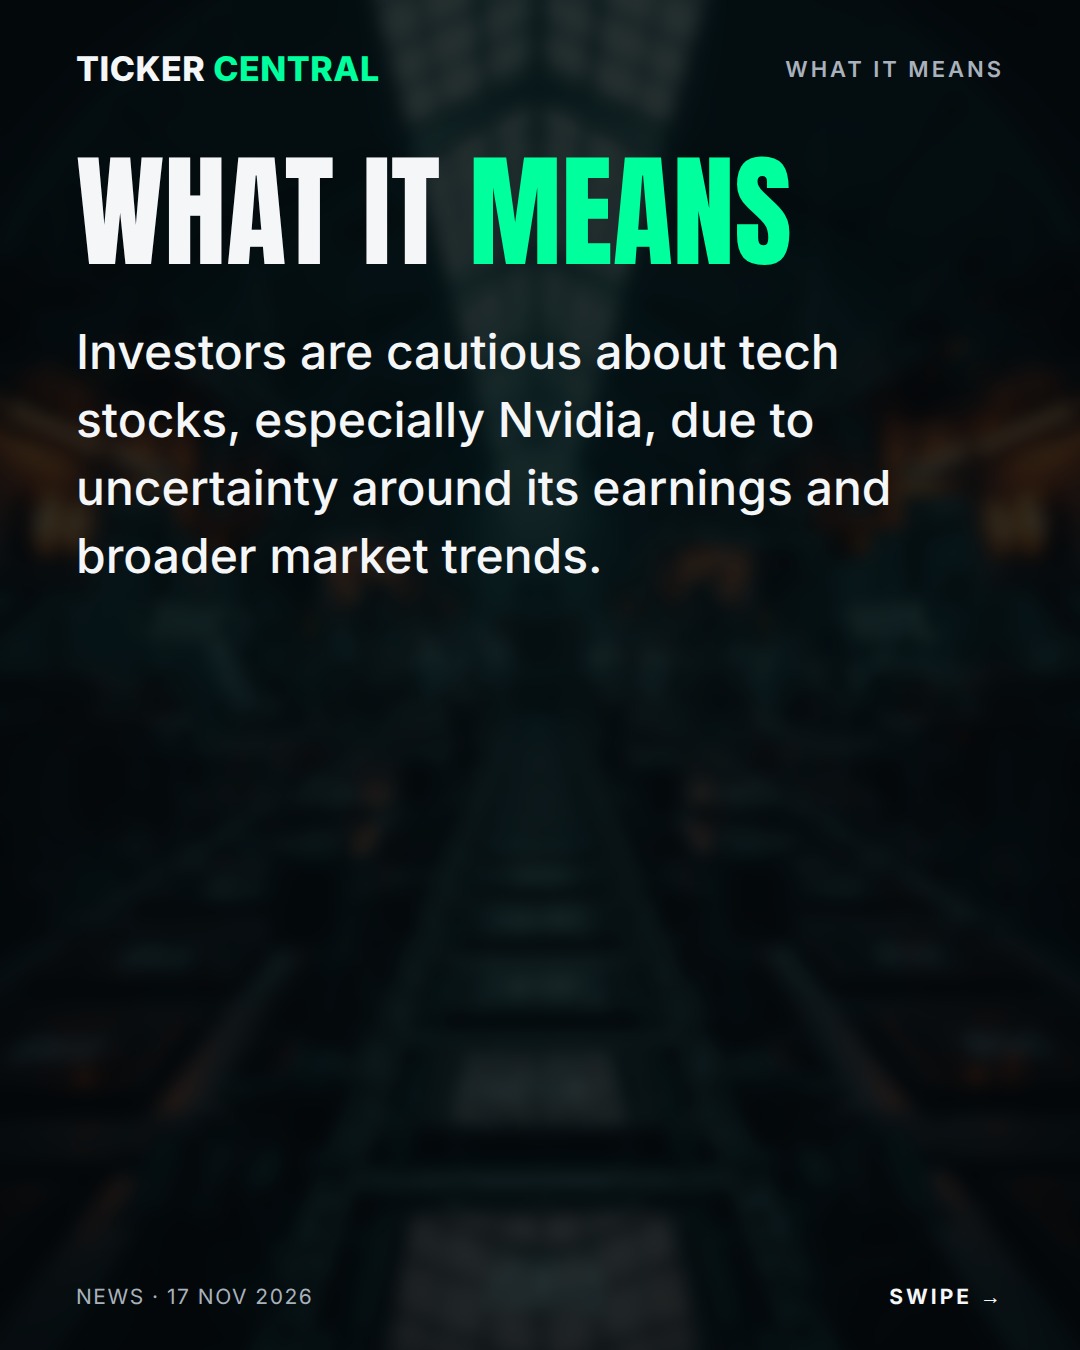 TICKER CENTRAL
WHAT IT MEANS
WHAT IT MEANS
Investors are cautious about tech
stocks, especially Nvidia, due to
uncertainty around its earnings and
broader market trends.
NEWS · 17 NOV 2026
SWIPE →